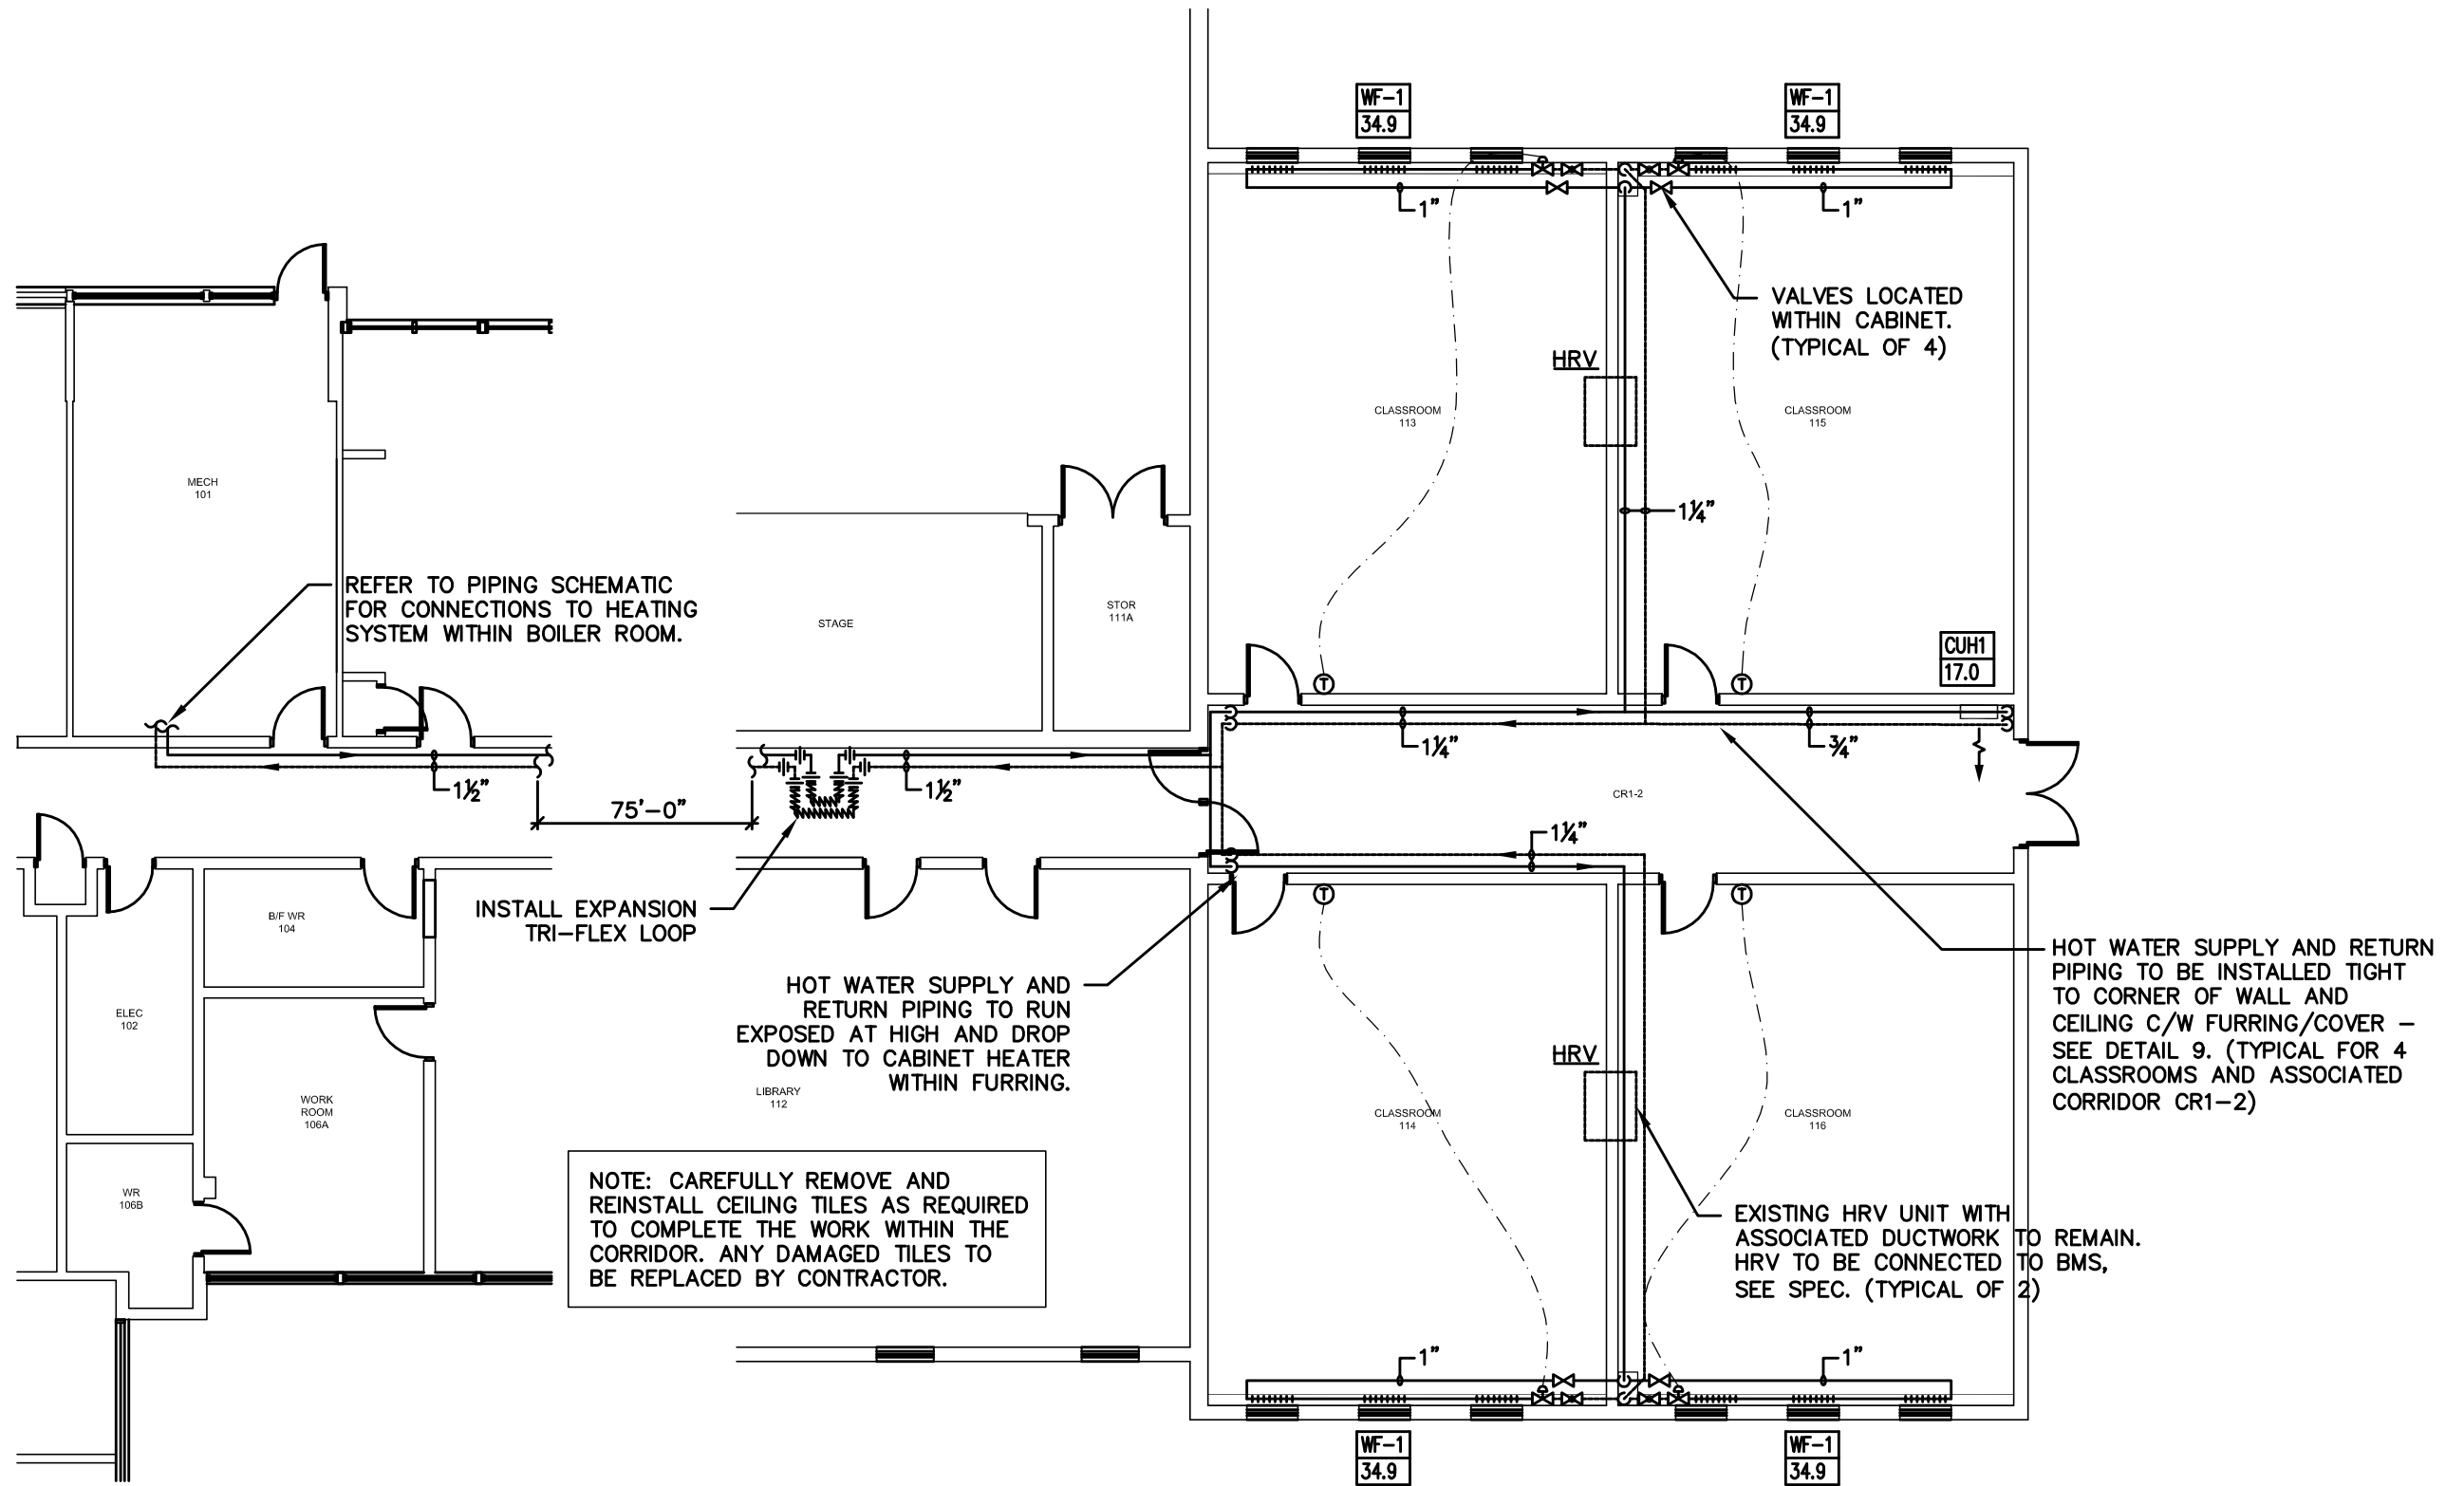 WF-1
34.9
WF-1
34.9
1"
1"
VALVES LOCATED
WITHIN CABINET.
(TYPICAL OF 4)
HRV
CLASSROOM
113
CLASSROOM
115
MECH
101
1¼"
REFER TO PIPING SCHEMATIC
FOR CONNECTIONS TO HEATING
SYSTEM WITHIN BOILER ROOM.
STAGE
STOR
111A
CUH1
17.0
T
T
1¼"
¾"
1½"
75'-0"
1½"
CR1-2
1¼"
T
T
INSTALL EXPANSION
TRI-FLEX LOOP
B/F WR
104
HOT WATER SUPPLY AND
RETURN PIPING TO RUN
EXPOSED AT HIGH AND DROP
DOWN TO CABINET HEATER
WITHIN FURRING.
HOT WATER SUPPLY AND RETURN
PIPING TO BE INSTALLED TIGHT
TO CORNER OF WALL AND
CEILING C/W FURRING/COVER -
SEE DETAIL 9. (TYPICAL FOR 4
CLASSROOMS AND ASSOCIATED
CORRIDOR CR1-2)
ELEC
102
HRV
WORK
ROOM
106A
LIBRARY
112
CLASSROOM
114
CLASSROOM
116
WR
106B
NOTE: CAREFULLY REMOVE AND
REINSTALL CEILING TILES AS REQUIRED
TO COMPLETE THE WORK WITHIN THE
CORRIDOR. ANY DAMAGED TILES TO
BE REPLACED BY CONTRACTOR.
EXISTING HRV UNIT WITH
ASSOCIATED DUCTWORK TO REMAIN.
HRV TO BE CONNECTED TO BMS,
SEE SPEC. (TYPICAL OF 2)
1"
1"
WF-1
34.9
WF-1
34.9